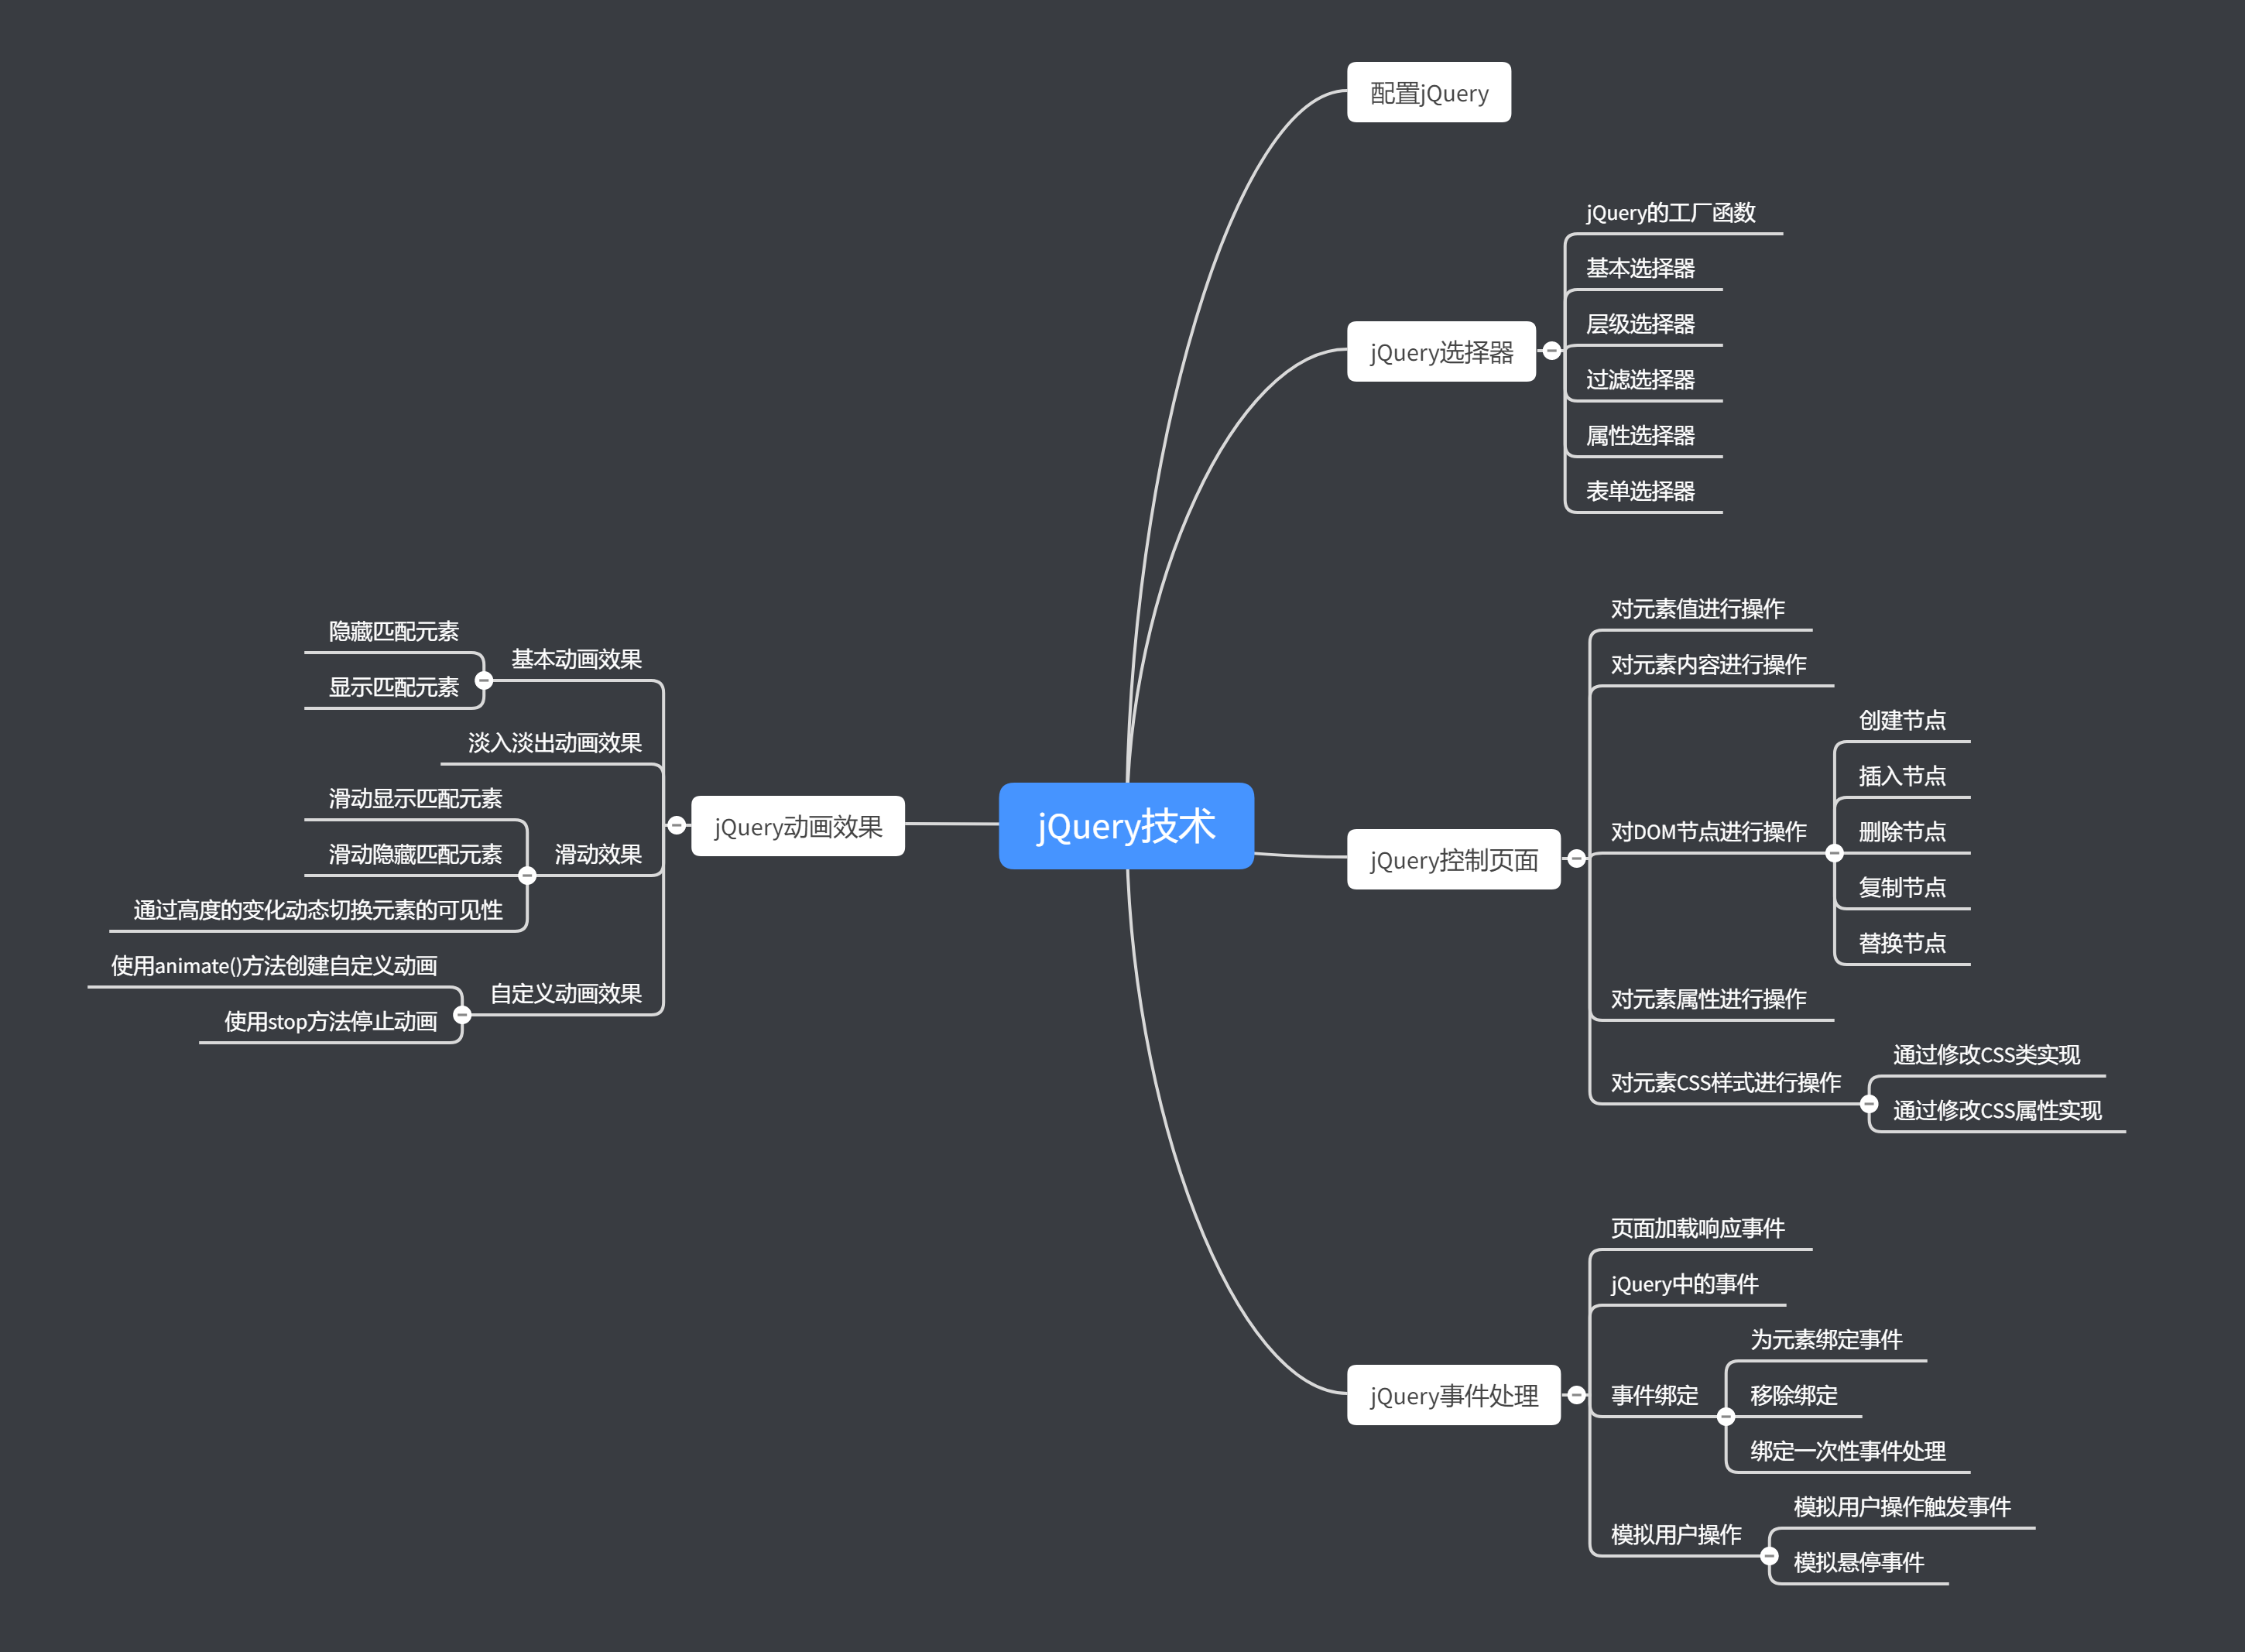 jQuery技术
配置jQuery
jQuery选择器
jQuery的工厂函数
基本选择器
层级选择器
过滤选择器
属性选择器
表单选择器
jQuery控制页面
对元素值进行操作
对元素内容进行操作
对DOM节点进行操作
创建节点
插入节点
删除节点
复制节点
替换节点
对元素属性进行操作
对元素CSS样式进行操作
通过修改CSS类实现
通过修改CSS属性实现
jQuery事件处理
页面加载响应事件
jQuery中的事件
事件绑定
为元素绑定事件
移除绑定
绑定一次性事件处理
模拟用户操作
模拟用户操作触发事件
模拟悬停事件
jQuery动画效果
基本动画效果
隐藏匹配元素
显示匹配元素
淡入淡出动画效果
滑动效果
滑动显示匹配元素
滑动隐藏匹配元素
通过高度的变化动态切换元素的可见性
自定义动画效果
使用animate()方法创建自定义动画
使用stop方法停止动画